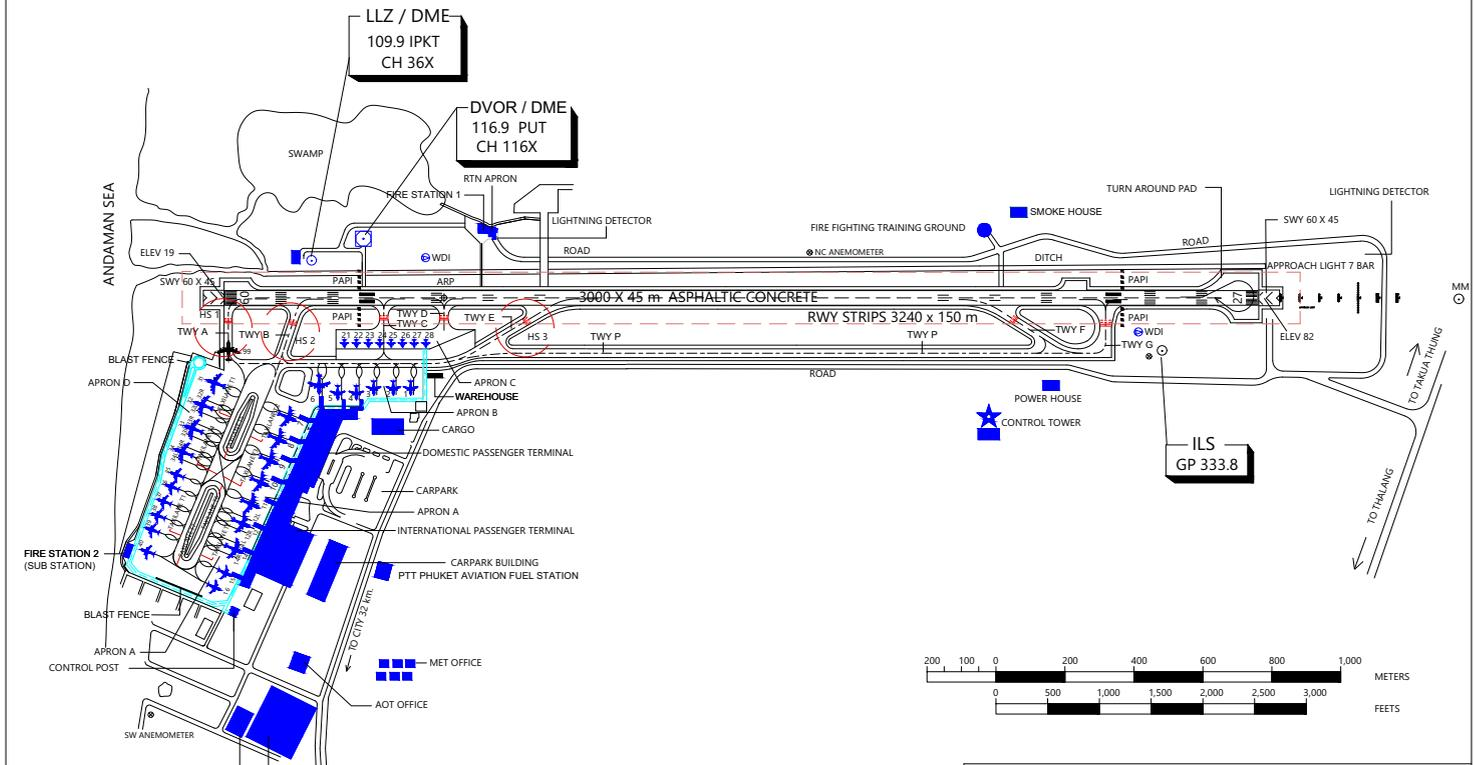 LLZ / DME
109.9 IPKT
CH 36X
DVOR / DME
116.9 PUT
CH 116X
SWAMP
ANDAMAN SEA
RTN APRON
FIRE STATION 1
LIGHTNING DETECTOR
TURN AROUND PAD
LIGHTNING DETECTOR
SMOKE HOUSE
SWY 60 X 45
FIRE FIGHTING TRAINING GROUND
ELEV 19
WDI
ROAD
NC ANEMOMETER
DITCH
ROAD
APPROACH LIGHT 7 BAR
SWY 60 X 45
PAPI
ARP
PAPI
MM
09
3000 X 45 m ASPHALTIC CONCRETE
27
HS 1
PAPI
TWY D
TWY C
TWY E
RWY STRIPS 3240 x 150 m
PAPI
TWY A
TWY B
HS 2
21 22 23 24 25 26 27 28
HS 3
TWY P
TWY P
TWY F
WDI
TWY G
ELEV 82
99
BLAST FENCE
ROAD
TO TAKUA THUNG
APRON D
APRON C
WAREHOUSE
6 5 4 3 2 1
POWER HOUSE
APRON B
CARGO
CONTROL TOWER
ILS
GP 333.8
DOMESTIC PASSENGER TERMINAL
CARPARK
APRON A
TO THALANG
INTERNATIONAL PASSENGER TERMINAL
FIRE STATION 2
(SUB STATION)
CARPARK BUILDING
PTT PHUKET AVIATION FUEL STATION
BLAST FENCE
TO CITY 32 km.
APRON A
CONTROL POST
MET OFFICE
AOT OFFICE
SW ANEMOMETER
200 100 0 200 400 600 800 1,000
METERS
0 500 1,000 1,500 2,000 2,500 3,000
FEETS